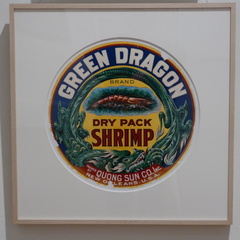 GREEN DRAGON
BRAND
DRY PACK
SHRIMP
QUONG SUN CO.
NEW ORLEANS, U.S.A.